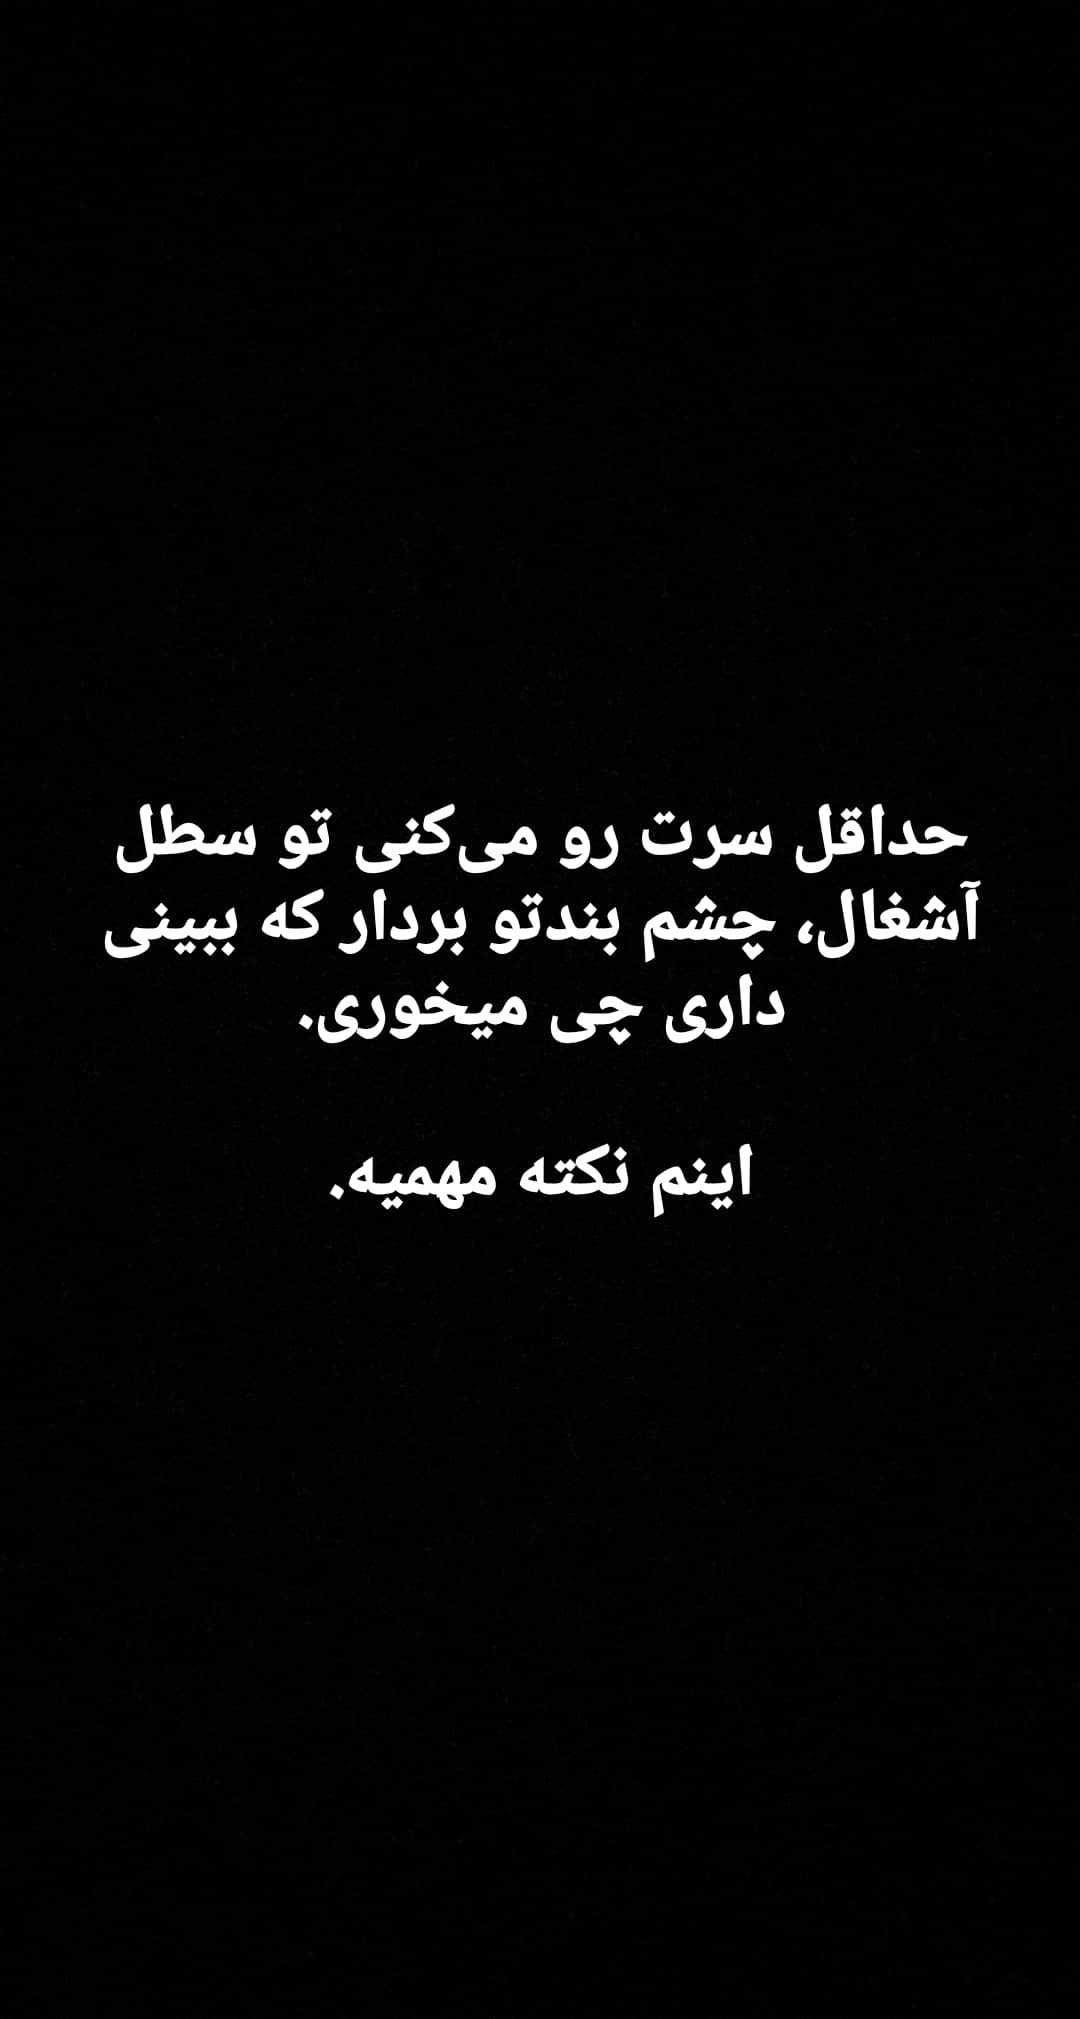 حداقل سرت رو می‌کنی تو سطل
آشغال، چشم بندتو بردار که ببینی
داری چی میخوری.
اینم نکته مهمیه.